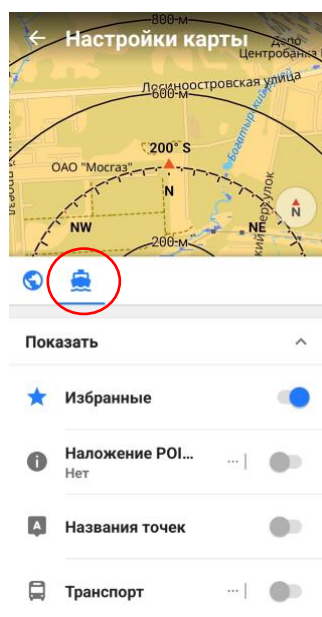 800 м
Настройки карты
Депо
Центробанка
Лосиноостровская улица
600 м
Богатырский
200° S
ОАО "Мосгаз"
N
N
NW
NE
200 м
Показать
Избранные
Наложение POI...
Нет
A
Названия точек
Транспорт